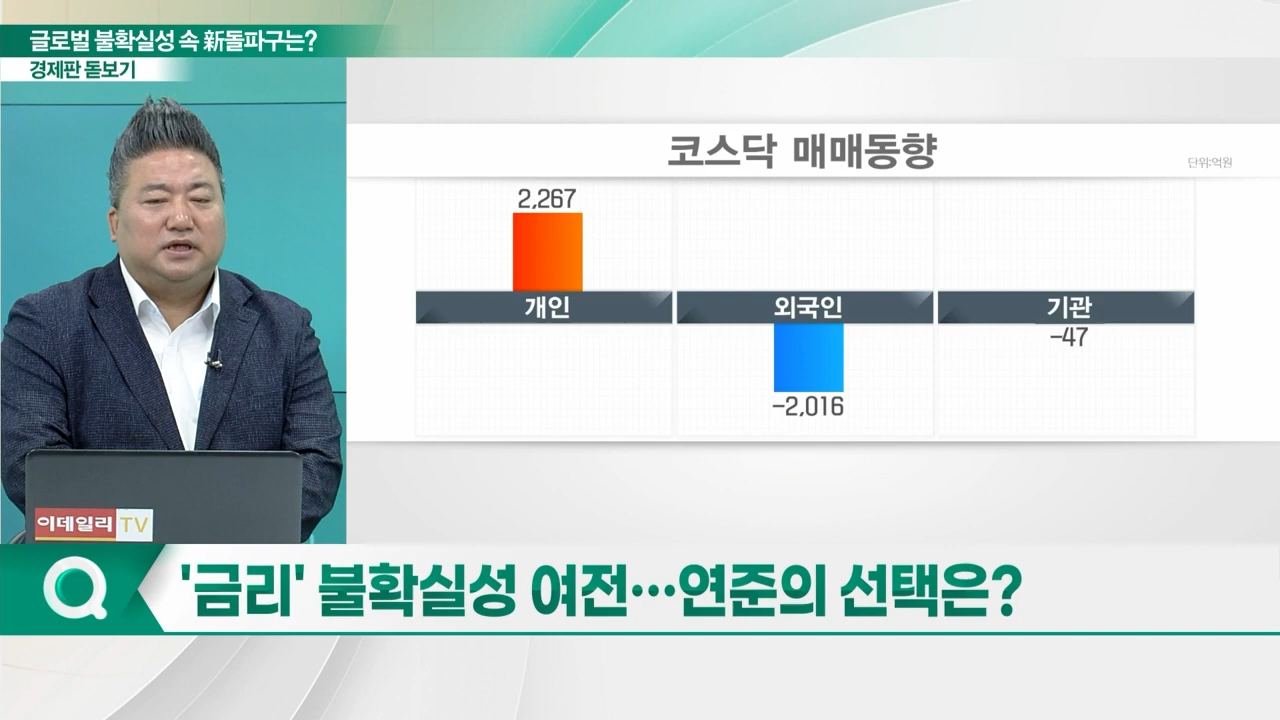 글로벌 불확실성 속 新돌파구는?
경제판 돋보기
코스닥 매매동향
단위:억원
2,267
개인
외국인
기관
-47
-2,016
이데일리 TV
'금리' 불확실성 여전…연준의 선택은?